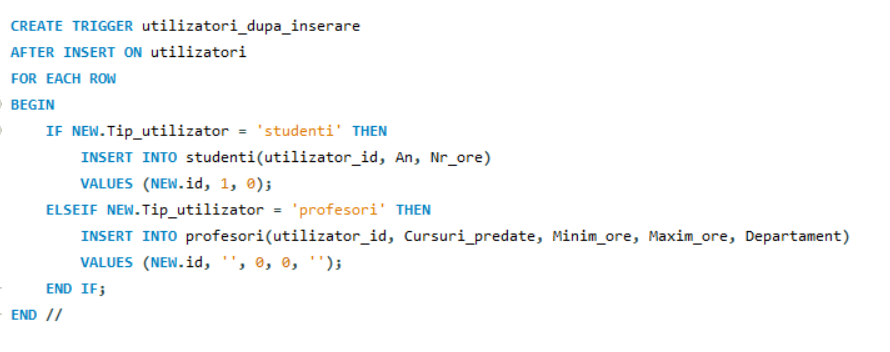 CREATE TRIGGER utilizatori_dupa_inserare
AFTER INSERT ON utilizatori
FOR EACH ROW
BEGIN
    IF NEW.Tip_utilizator = 'studenti' THEN
        INSERT INTO studenti(utilizator_id, An, Nr_ore)
        VALUES (NEW.id, 1, 0);
    ELSEIF NEW.Tip_utilizator = 'profesori' THEN
        INSERT INTO profesori(utilizator_id, Cursuri_predate, Minim_ore, Maxim_ore, Departament)
        VALUES (NEW.id, '', 0, 0, '');
    END IF;
END //